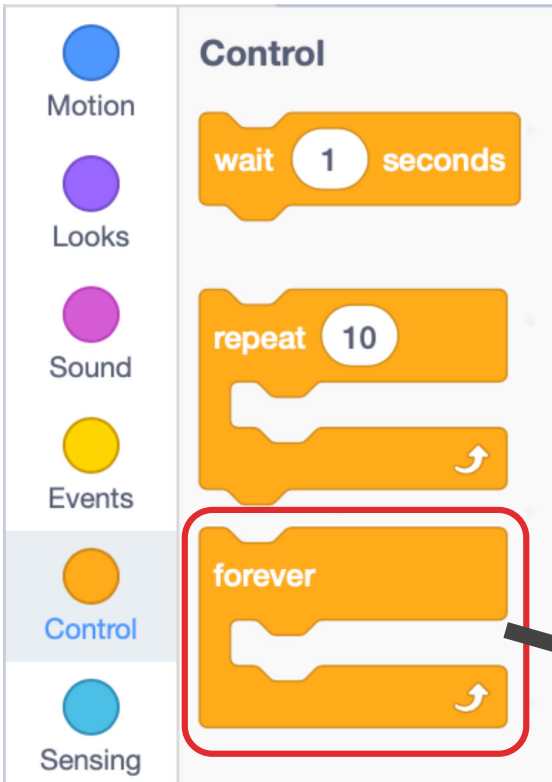 Motion
Looks
Sound
Events
Control
Sensing
Control
wait 1 seconds
repeat 10
forever